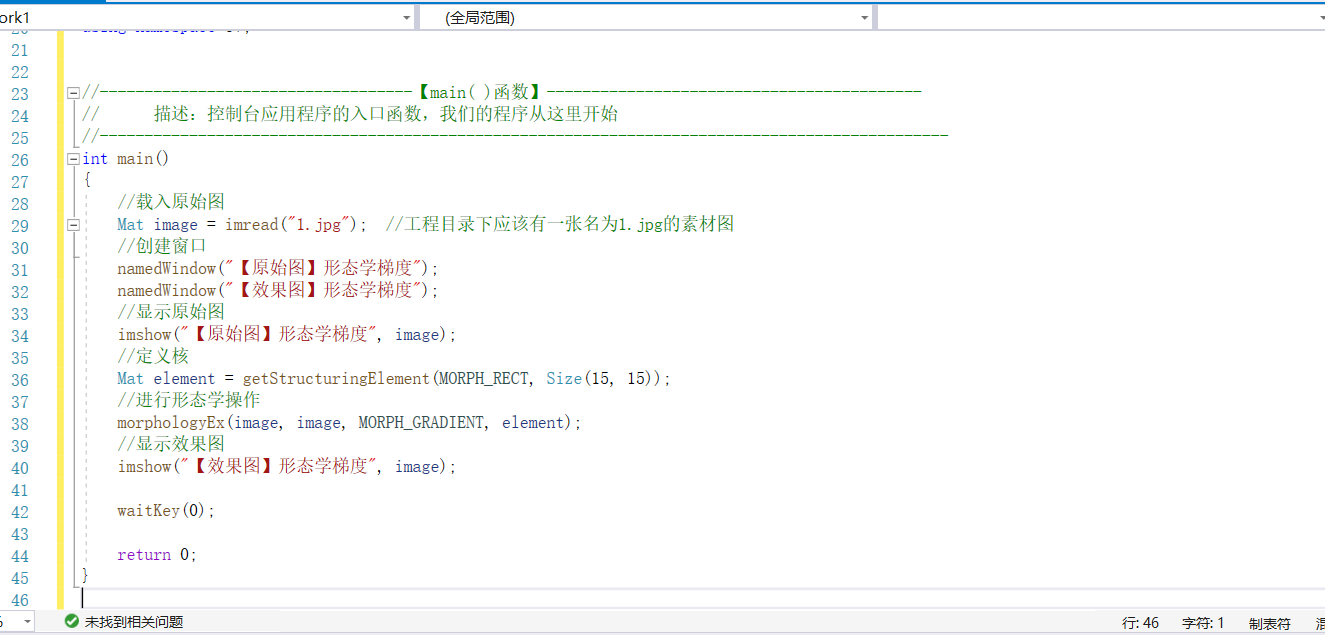 ork1 (全局范围)
21
22
23 //-----------------------------------【main( )函数】------------------------------------------
24 //      描述：控制台应用程序的入口函数，我们的程序从这里开始
25 //-----------------------------------------------------------------------------------------------
26 int main()
27 {
28     //载入原始图
29     Mat image = imread("1.jpg");  //工程目录下应该有一张名为1.jpg的素材图
30     //创建窗口
31     namedWindow("【原始图】形态学梯度");
32     namedWindow("【效果图】形态学梯度");
33     //显示原始图
34     imshow("【原始图】形态学梯度", image);
35     //定义核
36     Mat element = getStructuringElement(MORPH_RECT, Size(15, 15));
37     //进行形态学操作
38     morphologyEx(image, image, MORPH_GRADIENT, element);
39     //显示效果图
40     imshow("【效果图】形态学梯度", image);
41
42     waitKey(0);
43
44     return 0;
45 }
46
未找到相关问题 行: 46 字符: 1 制表符